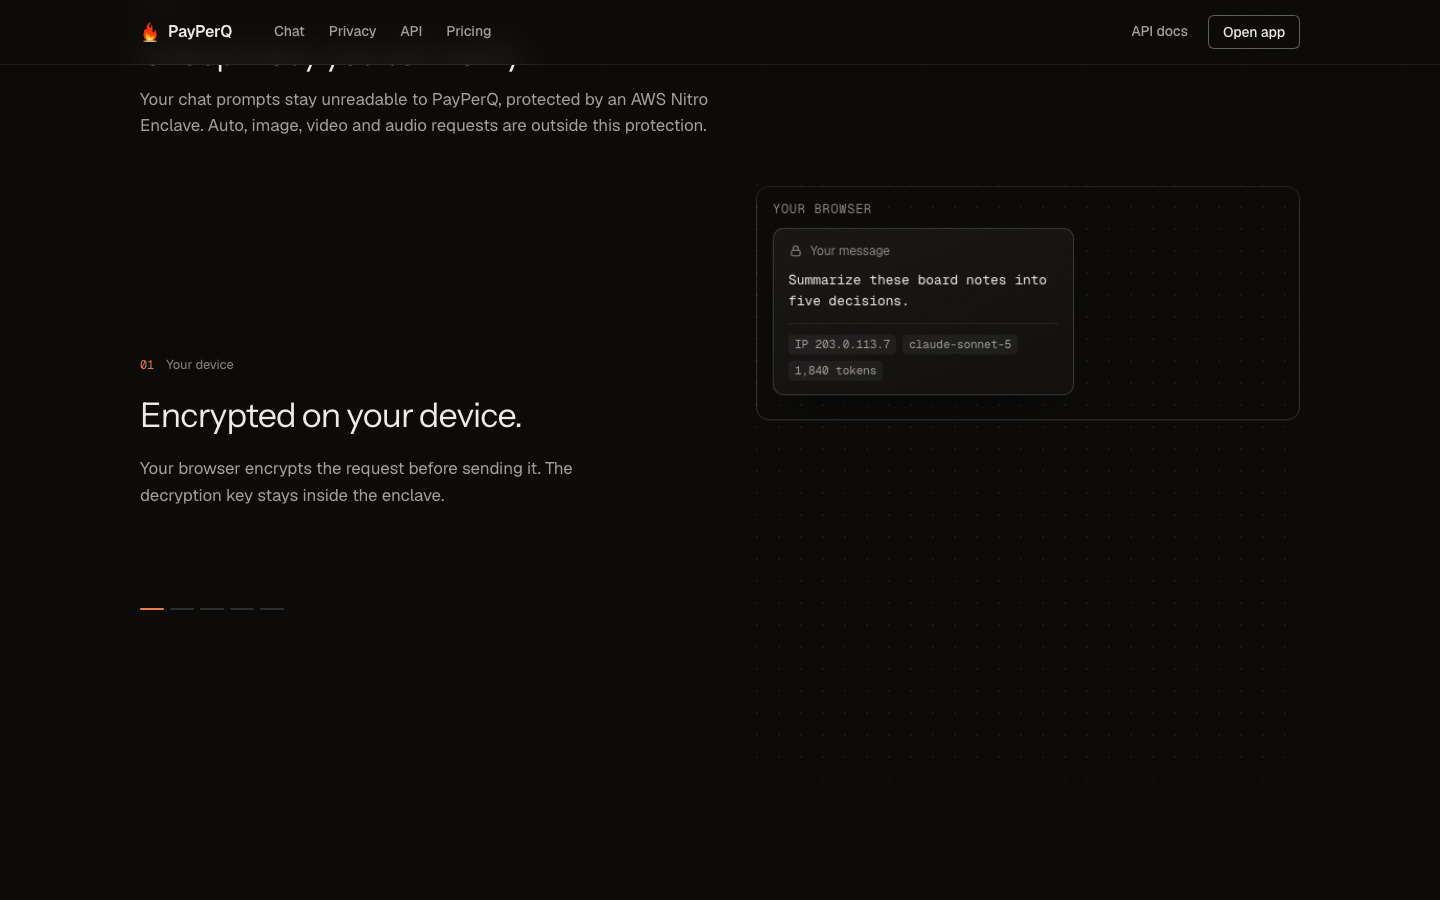 PayPerQ
Chat
Privacy
API
Pricing
API docs
Open app
Your chat prompts stay unreadable to PayPerQ, protected by an AWS Nitro
Enclave. Auto, image, video and audio requests are outside this protection.
01 Your device
Encrypted on your device.
Your browser encrypts the request before sending it. The
decryption key stays inside the enclave.
YOUR BROWSER
Your message
Summarize these board notes into
five decisions.
IP 203.0.113.7
claude-sonnet-5
1,840 tokens